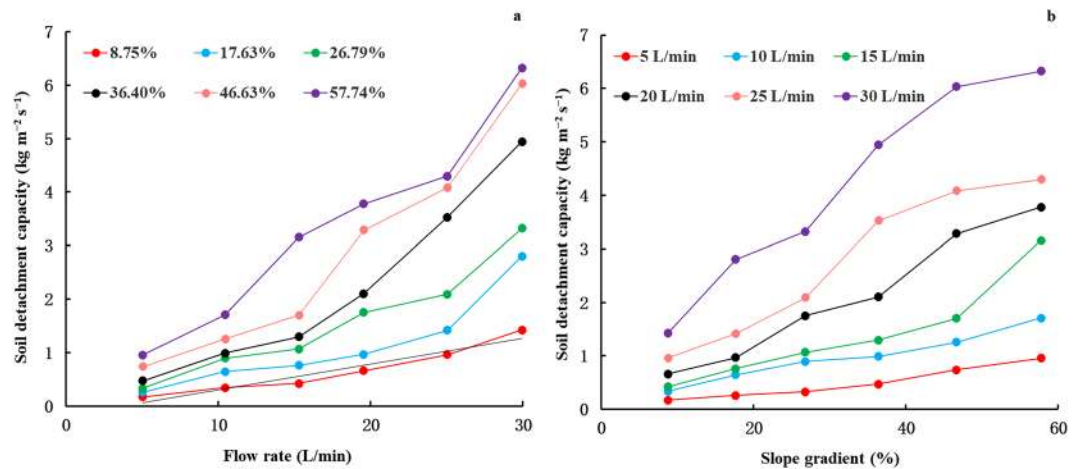 a
7
8.75% 17.63% 26.79%
36.40% 46.63% 57.74%
6
5
4
3
2
1
0
0 10 20 30
Flow rate (L/min)
Soil detachment capacity (kg m⁻² s⁻¹)
b
7
5 L/min 10 L/min 15 L/min
20 L/min 25 L/min 30 L/min
6
5
4
3
2
1
0
0 20 40 60
Slope gradient (%)
Soil detachment capacity (kg m⁻² s⁻¹)